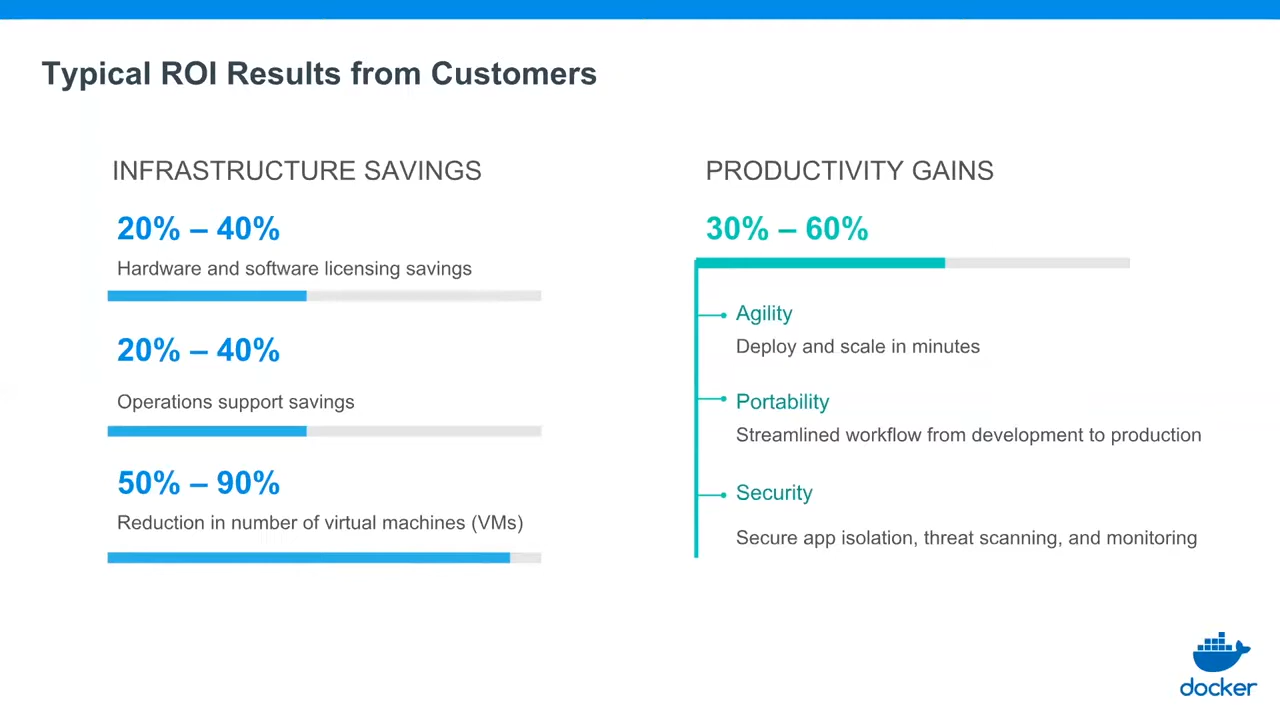 Typical ROI Results from Customers
INFRASTRUCTURE SAVINGS
20% – 40%
Hardware and software licensing savings
20% – 40%
Operations support savings
50% – 90%
Reduction in number of virtual machines (VMs)
PRODUCTIVITY GAINS
30% – 60%
Agility
Deploy and scale in minutes
Portability
Streamlined workflow from development to production
Security
Secure app isolation, threat scanning, and monitoring
docker